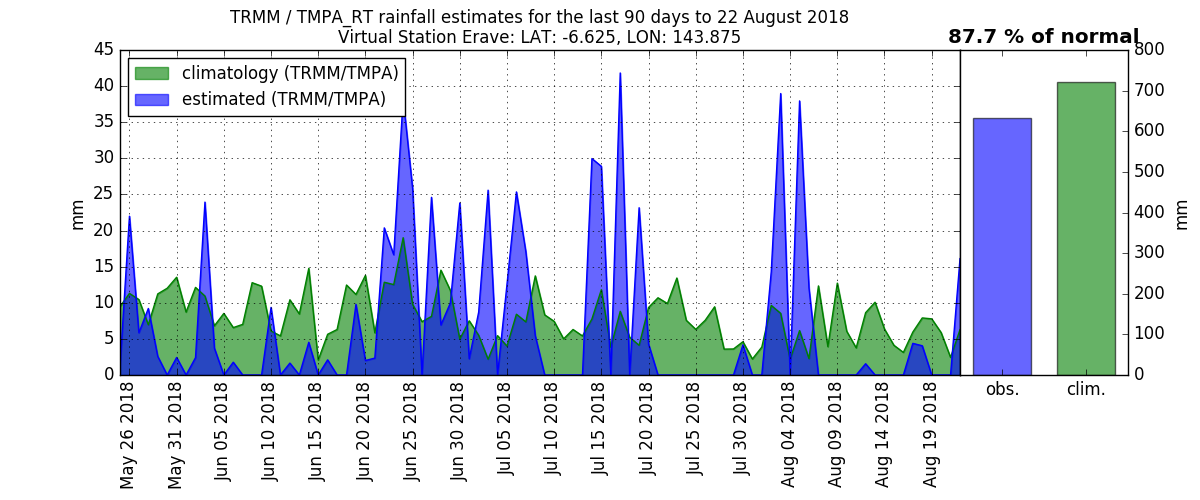 TRMM / TMPA_RT rainfall estimates for the last 90 days to 22 August 2018
Virtual Station Erave: LAT: -6.625, LON: 143.875
87.7 % of normal
climatology (TRMM/TMPA)
estimated (TRMM/TMPA)
mm
45
40
35
30
25
20
15
10
5
0
May 26 2018
May 31 2018
Jun 05 2018
Jun 10 2018
Jun 15 2018
Jun 20 2018
Jun 25 2018
Jun 30 2018
Jul 05 2018
Jul 10 2018
Jul 15 2018
Jul 20 2018
Jul 25 2018
Jul 30 2018
Aug 04 2018
Aug 09 2018
Aug 14 2018
Aug 19 2018
obs.
clim.
800
700
600
500
400
300
200
100
0
mm